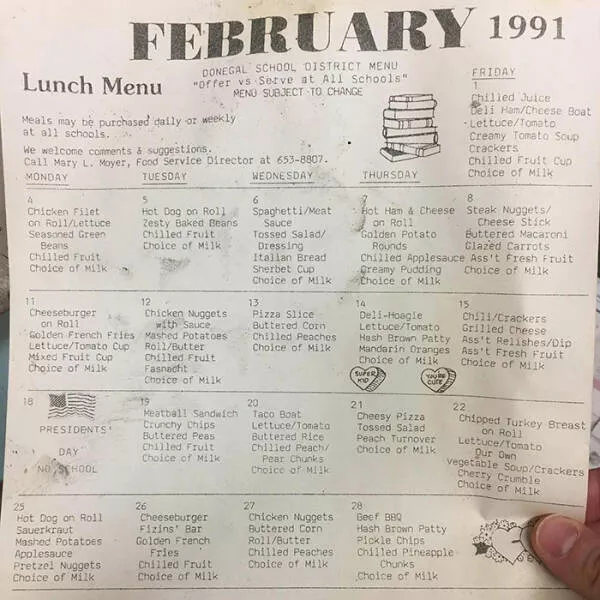 FEBRUARY 1991
DONEGAL SCHOOL DISTRICT MENU
Lunch Menu
"Offer vs Serve at All Schools"
MENU SUBJECT TO CHANGE
Meals may be purchased daily or weekly
at all schools.
We welcome comments & suggestions.
Call Mary L. Moyer, Food Service Director at 653-8807.
FRIDAY
1
Chilled Juice
Deli Ham/Cheese Boat
Lettuce/Tomato
Creamy Tomato Soup
Crackers
Chilled Fruit Cup
Choice of Milk
MONDAY
TUESDAY
WEDNESDAY
THURSDAY
4
Chicken Filet
on Roll/Lettuce
Seasoned Green
Beans
Chilled Fruit
Choice of Milk
5
Hot Dog on Roll
Zesty Baked Beans
Chilled Fruit
Choice of Milk
6
Spaghetti/Meat
Sauce
Tossed Salad/
Dressing
Italian Bread
Sherbet Cup
Choice of Milk
7
Hot Ham & Cheese
on Roll
Golden Potato
Rounds
Chilled Applesauce
Creamy Pudding
Choice of Milk
8
Steak Nuggets/
Cheese Stick
Buttered Macaroni
Glazed Carrots
Ass't Fresh Fruit
Choice of Milk
11
Cheeseburger
on Roll
Golden French Fries
Lettuce/Tomato Cup
Mixed Fruit Cup
Choice of Milk
12
Chicken Nuggets
with Sauce
Mashed Potatoes
Roll/Butter
Chilled Fruit
Fasnacht
Choice of Milk
13
Pizza Slice
Buttered Corn
Chilled Peaches
Choice of Milk
14
Deli-Hoagie
Lettuce/Tomato
Hash Brown Patty
Mandarin Oranges
Choice of Milk
SUPER
KID
YOU'RE
CUTE
15
Chili/Crackers
Grilled Cheese
Ass't Relishes/Dip
Ass't Fresh Fruit
Choice of Milk
18
PRESIDENTS'
DAY
NO SCHOOL
19
Meatball Sandwich
Crunchy Chips
Buttered Peas
Chilled Fruit
Choice of Milk
20
Taco Boat
Lettuce/Tomato
Buttered Rice
Chilled Peach/
Pear Chunks
Choice of Milk
21
Cheesy Pizza
Tossed Salad
Peach Turnover
Choice of Milk
22
Chipped Turkey Breast
on Roll
Lettuce/Tomato
Our Own
Vegetable Soup/Crackers
Cherry Crumble
Choice of Milk
25
Hot Dog on Roll
Sauerkraut
Mashed Potatoes
Applesauce
Pretzel Nuggets
Choice of Milk
26
Cheeseburger
Fixins' Bar
Golden French
Fries
Chilled Fruit
Choice of Milk
27
Chicken Nuggets
Buttered Corn
Roll/Butter
Chilled Peaches
Choice of Milk
28
Beef BBQ
Hash Brown Patty
Pickle Chips
Chilled Pineapple
Chunks
Choice of Milk